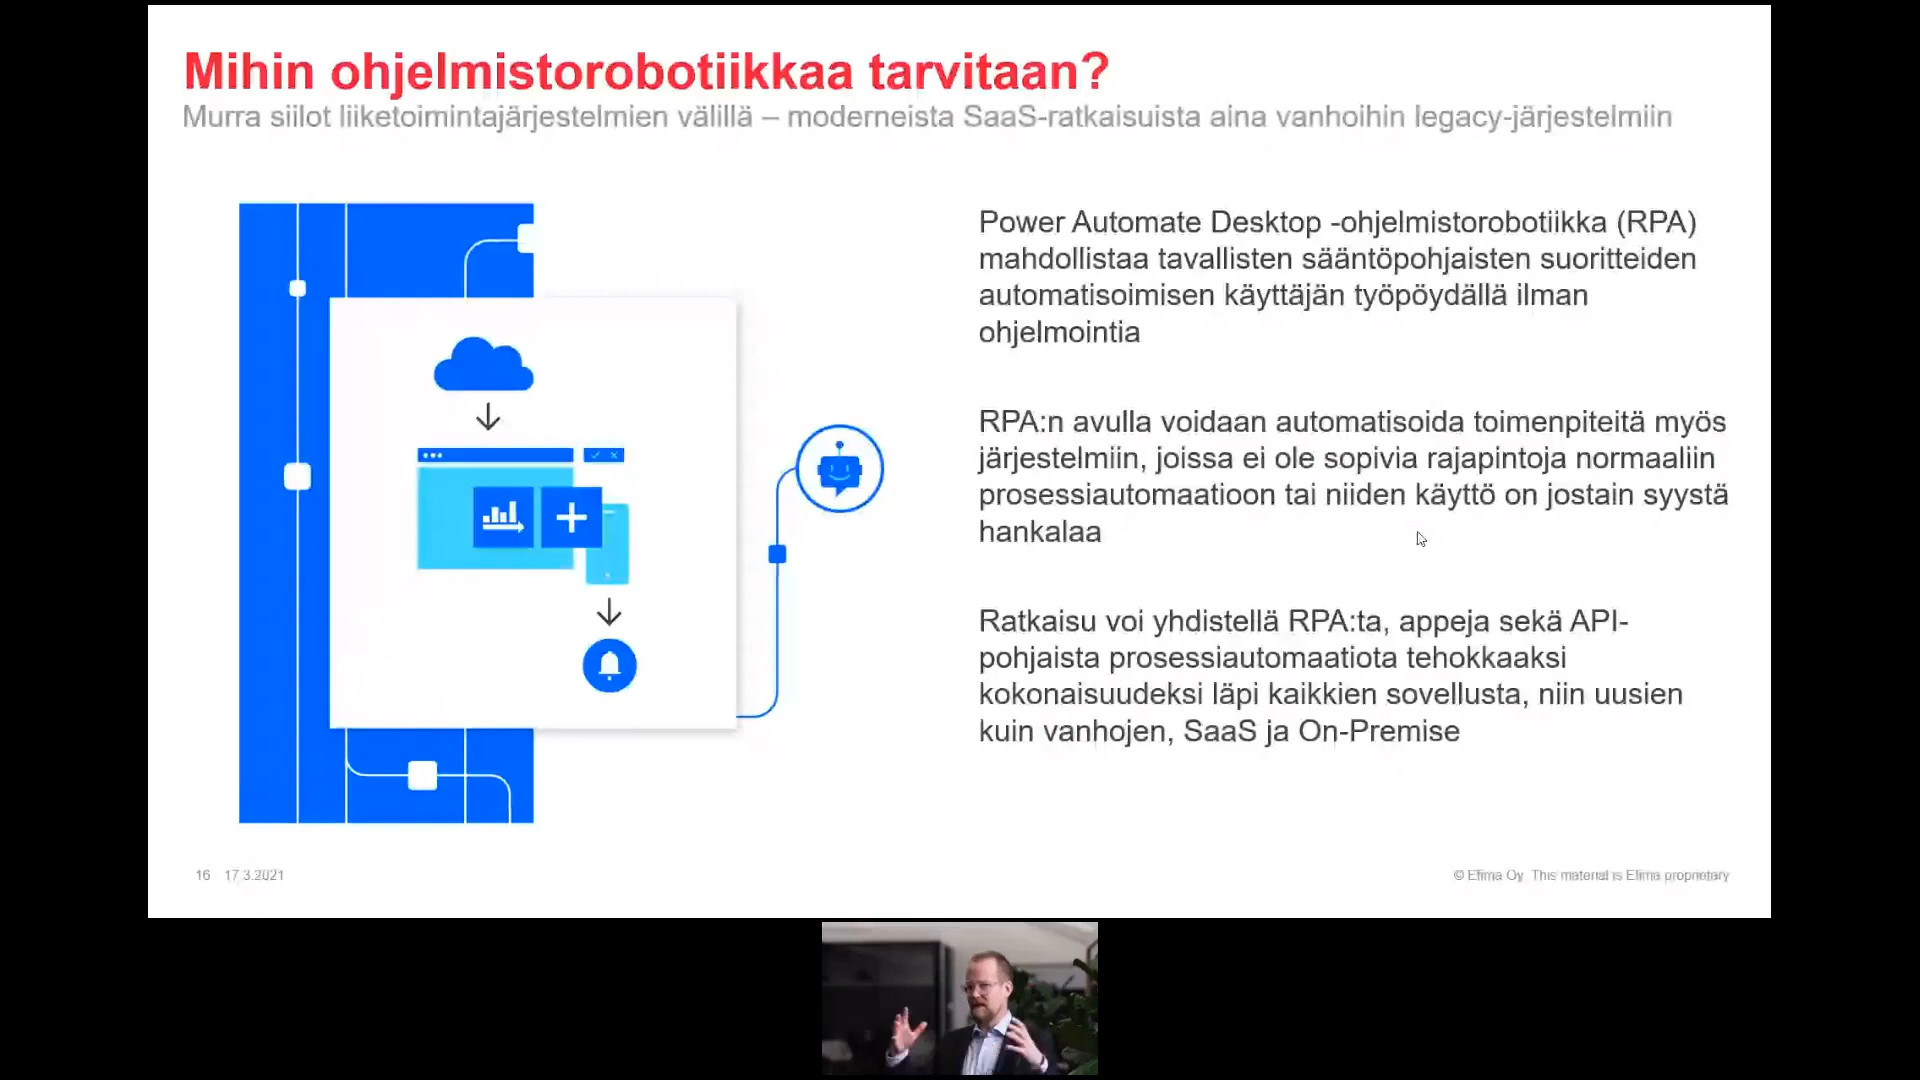 Mihin ohjelmistorobotiikkaa tarvitaan?
Murra siilot liiketoimintajärjestelmien välillä – moderneista SaaS-ratkaisuista aina vanhoihin legacy-järjestelmiin
Power Automate Desktop -ohjelmistorobotiikka (RPA)
mahdollistaa tavallisten sääntöpohjaisten suoritteiden
automatisoimisen käyttäjän työpöydällä ilman
ohjelmointia
RPA:n avulla voidaan automatisoida toimenpiteitä myös
järjestelmiin, joissa ei ole sopivia rajapintoja normaaliin
prosessiautomaatioon tai niiden käyttö on jostain syystä
hankalaa
Ratkaisu voi yhdistellä RPA:ta, appeja sekä API-
pohjaista prosessiautomaatiota tehokkaaksi
kokonaisuudeksi läpi kaikkien sovellusta, niin uusien
kuin vanhojen, SaaS ja On-Premise
16 17.3.2021
© Efima Oy. This material is Efima proprietary